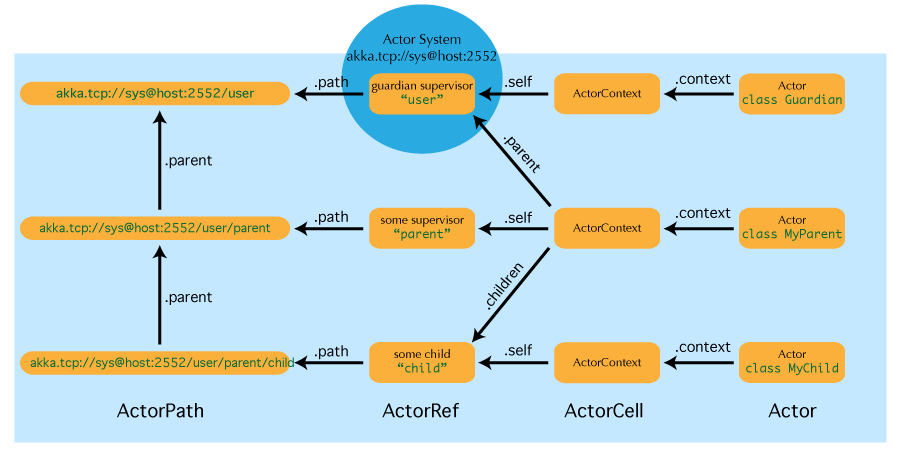 Actor System
akka.tcp://sys@host:2552
akka.tcp://sys@host:2552/user
.path
guardian supervisor
“user”
.self
ActorContext
.context
Actor
class Guardian
.parent
.parent
akka.tcp://sys@host:2552/user/parent
.path
some supervisor
“parent”
.self
ActorContext
.context
Actor
class MyParent
.parent
.children
akka.tcp://sys@host:2552/user/parent/child
.path
some child
“child”
.self
ActorContext
.context
Actor
class MyChild
ActorPath
ActorRef
ActorCell
Actor